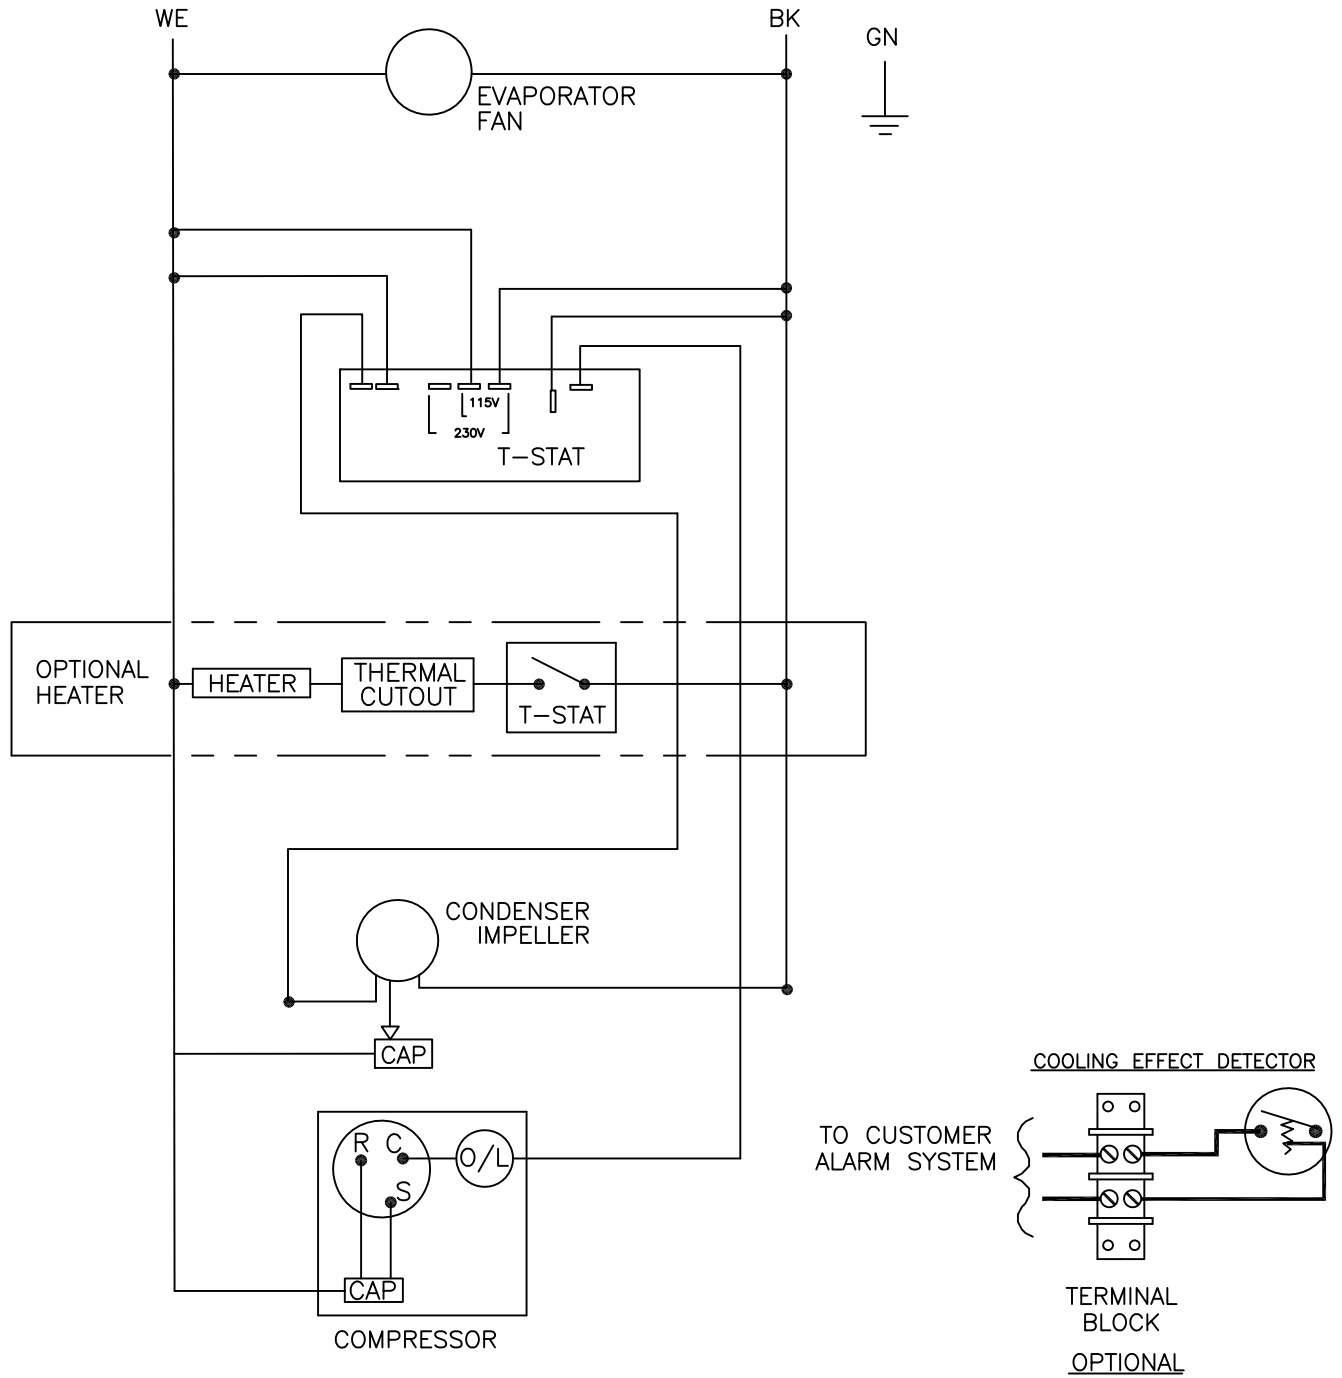 WE
BK
GN
EVAPORATOR
FAN
115V
230V
T-STAT
OPTIONAL
HEATER
HEATER
THERMAL
CUTOUT
T-STAT
CONDENSER
IMPELLER
CAP
R
C
S
O/L
CAP
COMPRESSOR
COOLING EFFECT DETECTOR
TO CUSTOMER
ALARM SYSTEM
TERMINAL
BLOCK
OPTIONAL